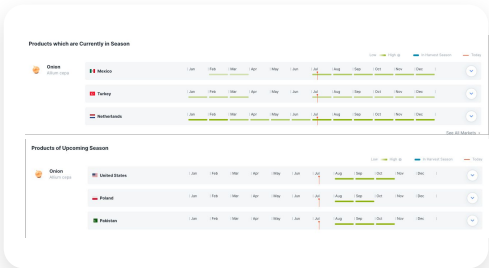 Products which are Currently in Season
Low High In Harvest Season Today
Onion
Allium cepa
Mexico Jan Feb Mar Apr May Jun Jul Aug Sep Oct Nov Dec
Turkey Jan Feb Mar Apr May Jun Jul Aug Sep Oct Nov Dec
Netherlands Jan Feb Mar Apr May Jun Jul Aug Sep Oct Nov Dec
See All Markets
Products of Upcoming Season
Low High In Harvest Season Today
Onion
Allium cepa
United States Jan Feb Mar Apr May Jun Jul Aug Sep Oct Nov Dec
Poland Jan Feb Mar Apr May Jun Jul Aug Sep Oct Nov Dec
Pakistan Jan Feb Mar Apr May Jun Jul Aug Sep Oct Nov Dec